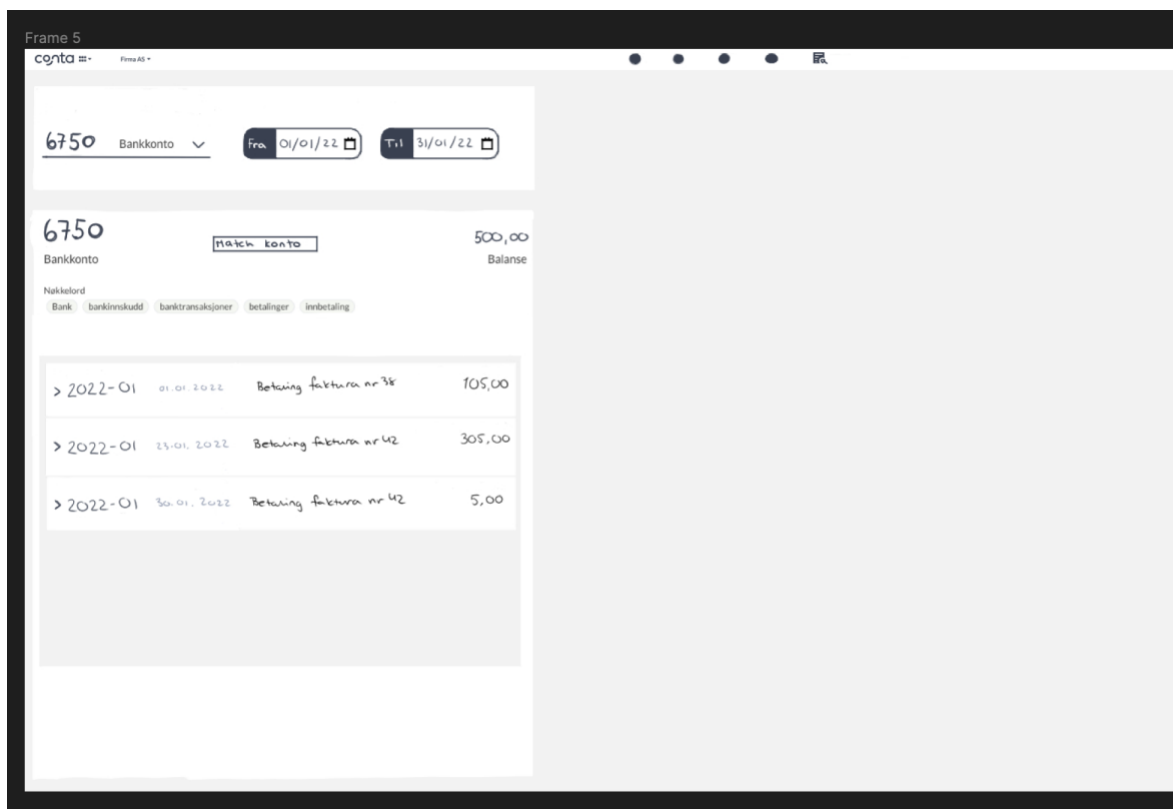 Frame 5
conta Firma AS
6750 Bankkonto Fra 01/01/22 Til 31/01/22
6750 Match konto 500,00
Bankkonto Balanse
Nøkkelord
Bank bankinnskudd banktransaksjoner betalinger innbetaling
> 2022-01 01.01.2022 Betaling faktura nr 38 105,00
> 2022-01 23.01.2022 Betaling faktura nr 42 305,00
> 2022-01 30.01.2022 Betaling faktura nr 42 5,00